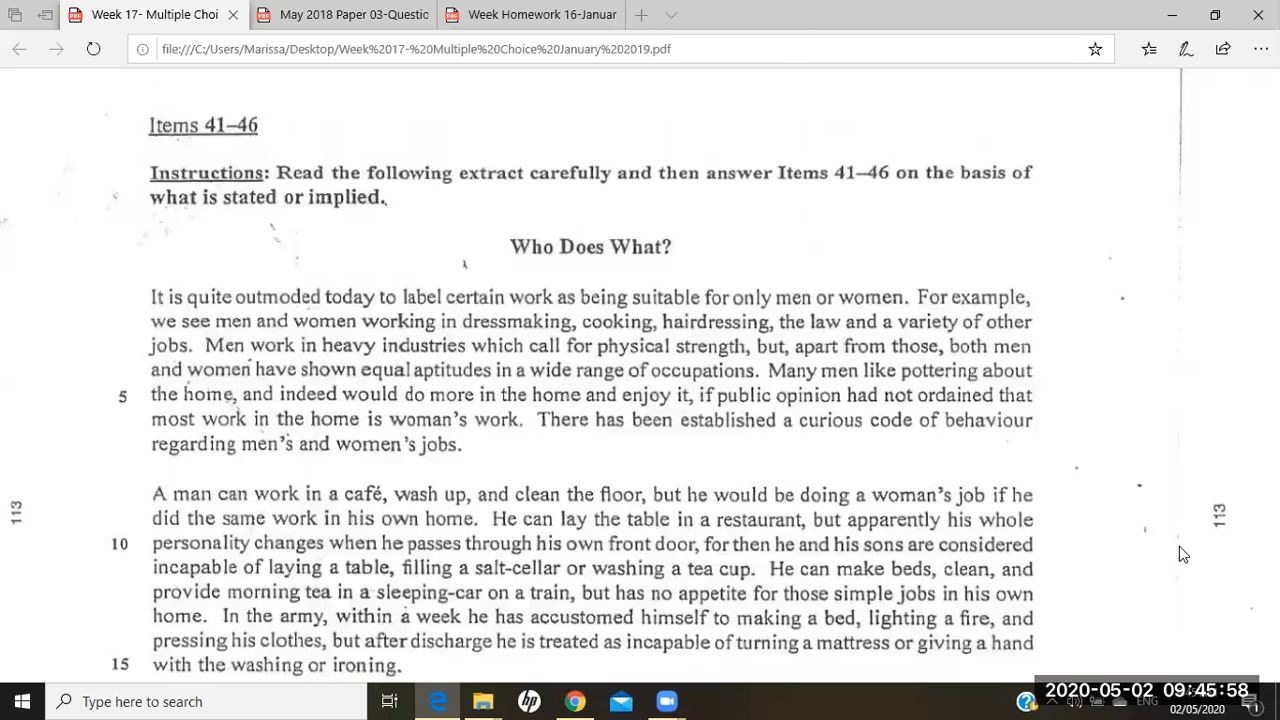 Week 17- Multiple Choi
May 2018 Paper 03-Questic
Week Homework 16-Januar
file:///C:/Users/Marissa/Desktop/Week%2017-%20Multiple%20Choice%20January%202019.pdf
Items 41–46
Instructions: Read the following extract carefully and then answer Items 41–46 on the basis of
what is stated or implied.
Who Does What?
It is quite outmoded today to label certain work as being suitable for only men or women. For example,
we see men and women working in dressmaking, cooking, hairdressing, the law and a variety of other
jobs. Men work in heavy industries which call for physical strength, but, apart from those, both men
and women have shown equal aptitudes in a wide range of occupations. Many men like pottering about
5 the home, and indeed would do more in the home and enjoy it, if public opinion had not ordained that
most work in the home is woman's work. There has been established a curious code of behaviour
regarding men's and women's jobs.
A man can work in a café, wash up, and clean the floor, but he would be doing a woman's job if he
113
did the same work in his own home. He can lay the table in a restaurant, but apparently his whole
113
10 personality changes when he passes through his own front door, for then he and his sons are considered
incapable of laying a table, filling a salt-cellar or washing a tea cup. He can make beds, clean, and
provide morning tea in a sleeping-car on a train, but has no appetite for those simple jobs in his own
home. In the army, within a week he has accustomed himself to making a bed, lighting a fire, and
pressing his clothes, but after discharge he is treated as incapable of turning a mattress or giving a hand
15 with the washing or ironing.
Type here to search
hp
ENG
2020-05-02 09:45:58
02/05/2020